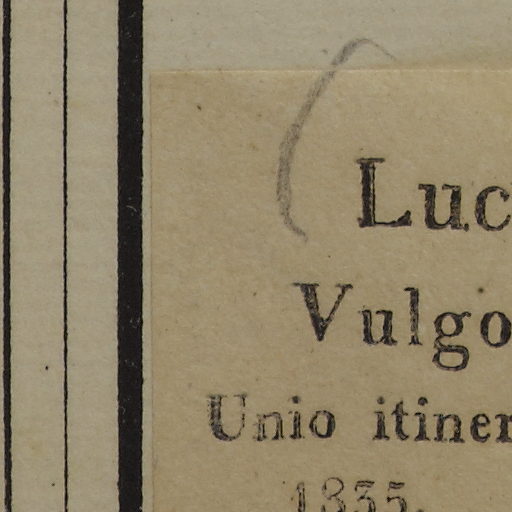 Luc
Vulgo
Unio itiner
1835.